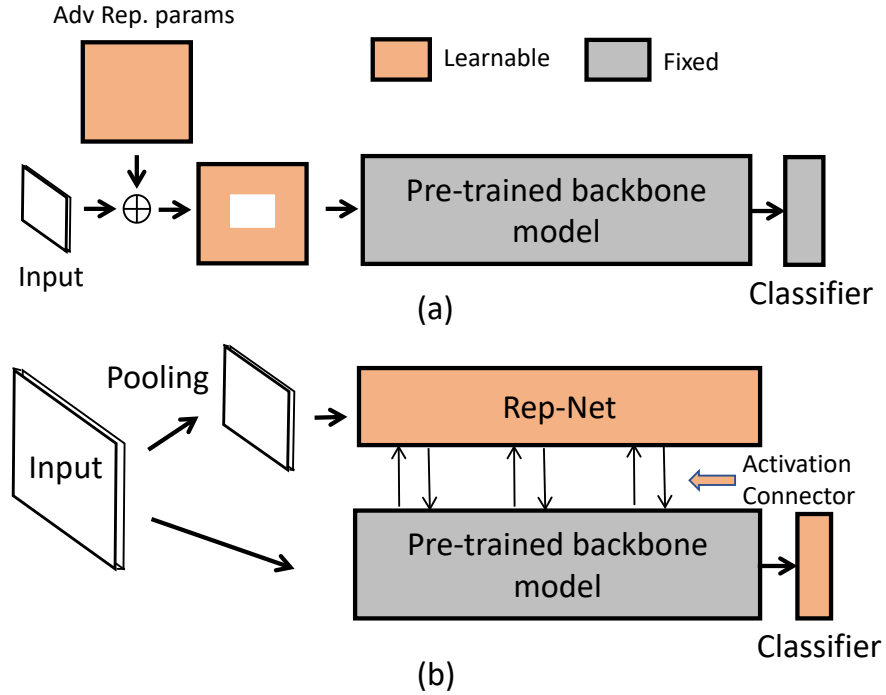 Adv Rep. params
Learnable
Fixed
Input
Pre-trained backbone
model
Classifier
(a)
Input
Pooling
Rep-Net
Activation
Connector
Pre-trained backbone
model
Classifier
(b)